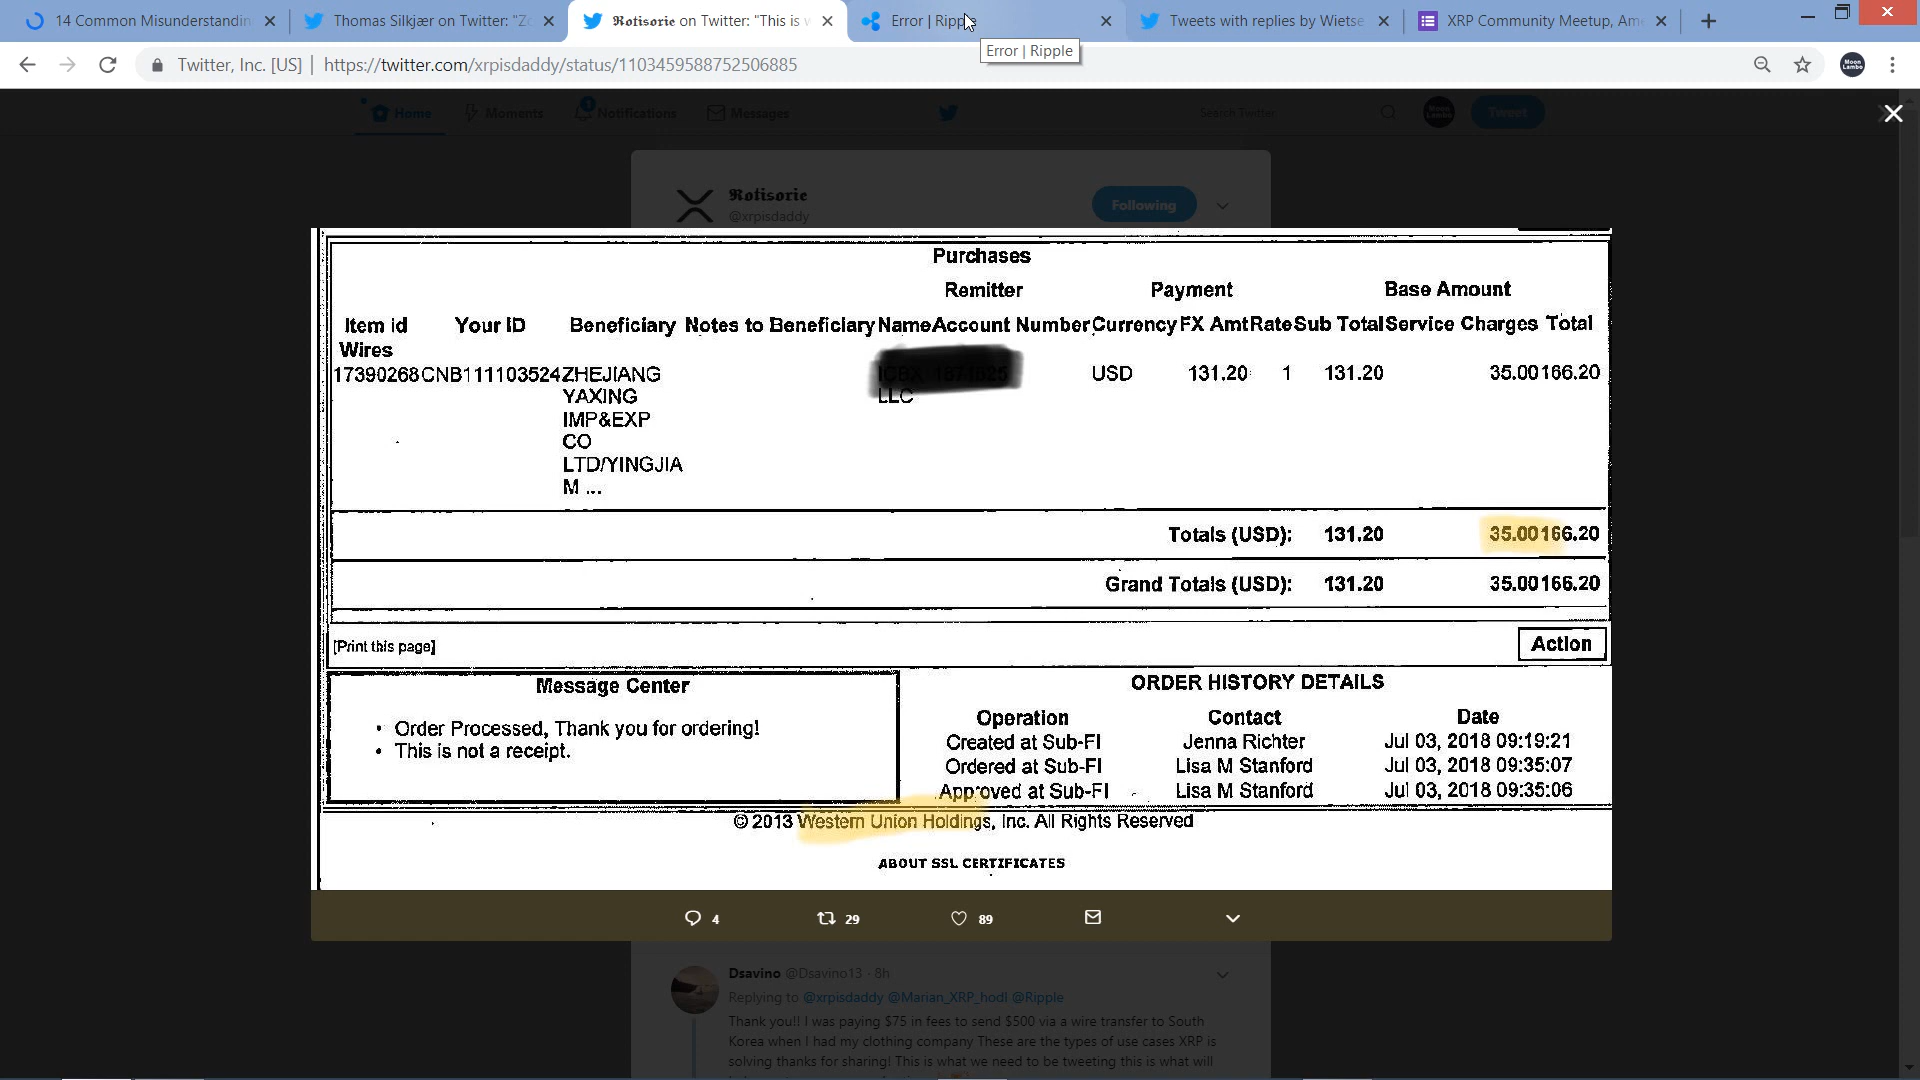 14 Common Misunderstandin
Thomas Silkjær on Twitter: "Zo
Rotisorie on Twitter: "This is w
Error | Ripple
Tweets with replies by Wietse
XRP Community Meetup, Am
Error | Ripple
Twitter, Inc. [US] | https://twitter.com/xrpisdaddy/status/1103459588752506885
Home Moments Notifications Messages Search Twitter Tweet
Rotisorie
@xrpisdaddy
Following
Purchases
Remitter Payment Base Amount
Item id Your ID Beneficiary Notes to Beneficiary Name Account Number Currency FX Amt Rate Sub Total Service Charges Total
Wires
17390268 CNB111103524 ZHEJIANG USD 131.20 1 131.20 35.00 166.20
YAXING LLC
IMP&EXP
CO
LTD/YINGJIA
M ...
Totals (USD): 131.20 35.00 166.20
Grand Totals (USD): 131.20 35.00 166.20
[Print this page] Action
Message Center
• Order Processed, Thank you for ordering!
• This is not a receipt.
ORDER HISTORY DETAILS
Operation Contact Date
Created at Sub-FI Jenna Richter Jul 03, 2018 09:19:21
Ordered at Sub-FI Lisa M Stanford Jul 03, 2018 09:35:07
Approved at Sub-FI Lisa M Stanford Jul 03, 2018 09:35:06
© 2013 Western Union Holdings, Inc. All Rights Reserved
ABOUT SSL CERTIFICATES
4 29 89
Dsavino @Dsavino13 · 8h
Replying to @xrpisdaddy @Marian_XRP_hodl @Ripple
Thank you!! I was paying $75 in fees to send $500 via a wire transfer to South
Korea when I had my clothing company These are the types of use cases XRP is
solving thanks for sharing! This is what we need to be tweeting this is what will